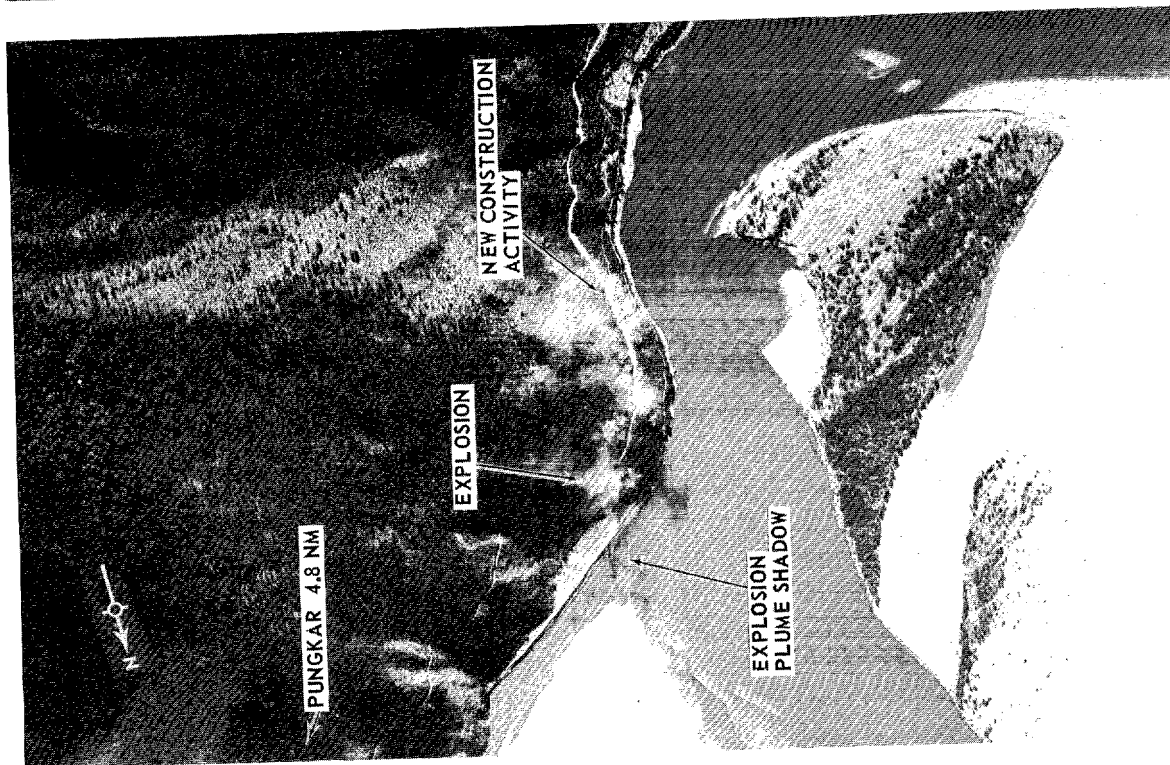 NEW CONSTRUCTION
ACTIVITY
EXPLOSION
PUNGKAR 4.8 NM
N
EXPLOSION
PLUME SHADOW